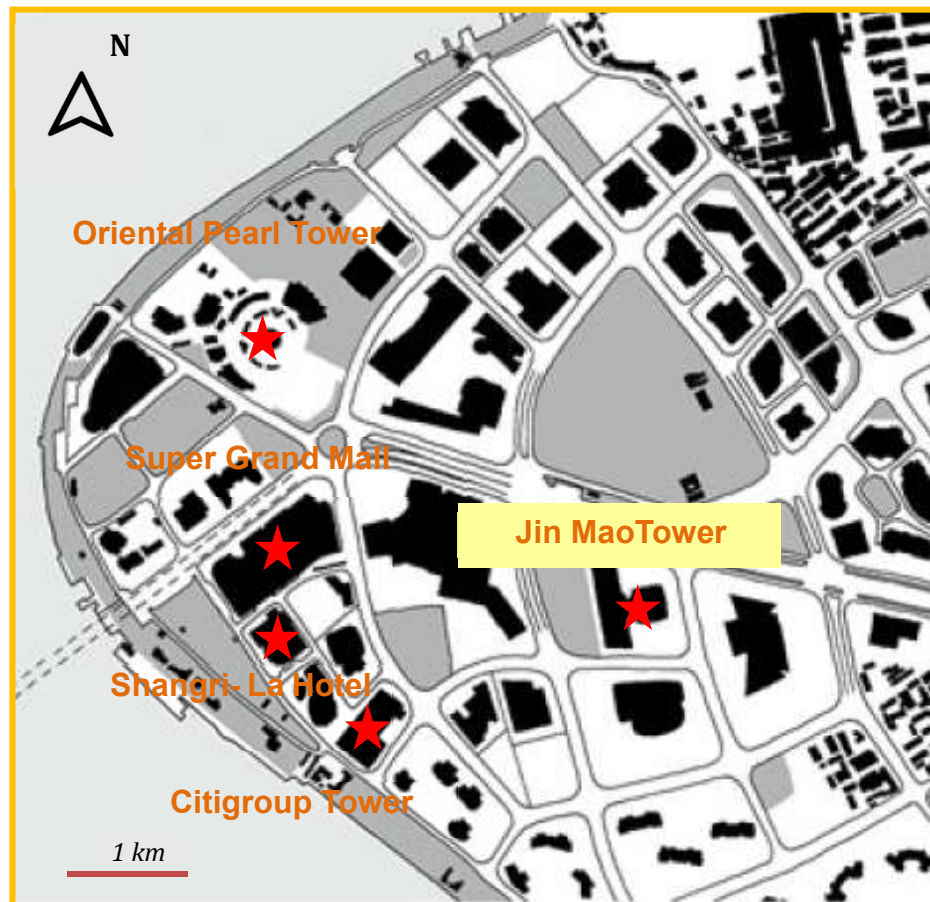 N
Oriental Pearl Tower
Super Grand Mall
Jin MaoTower
Shangri- La Hotel
Citigroup Tower
1 km